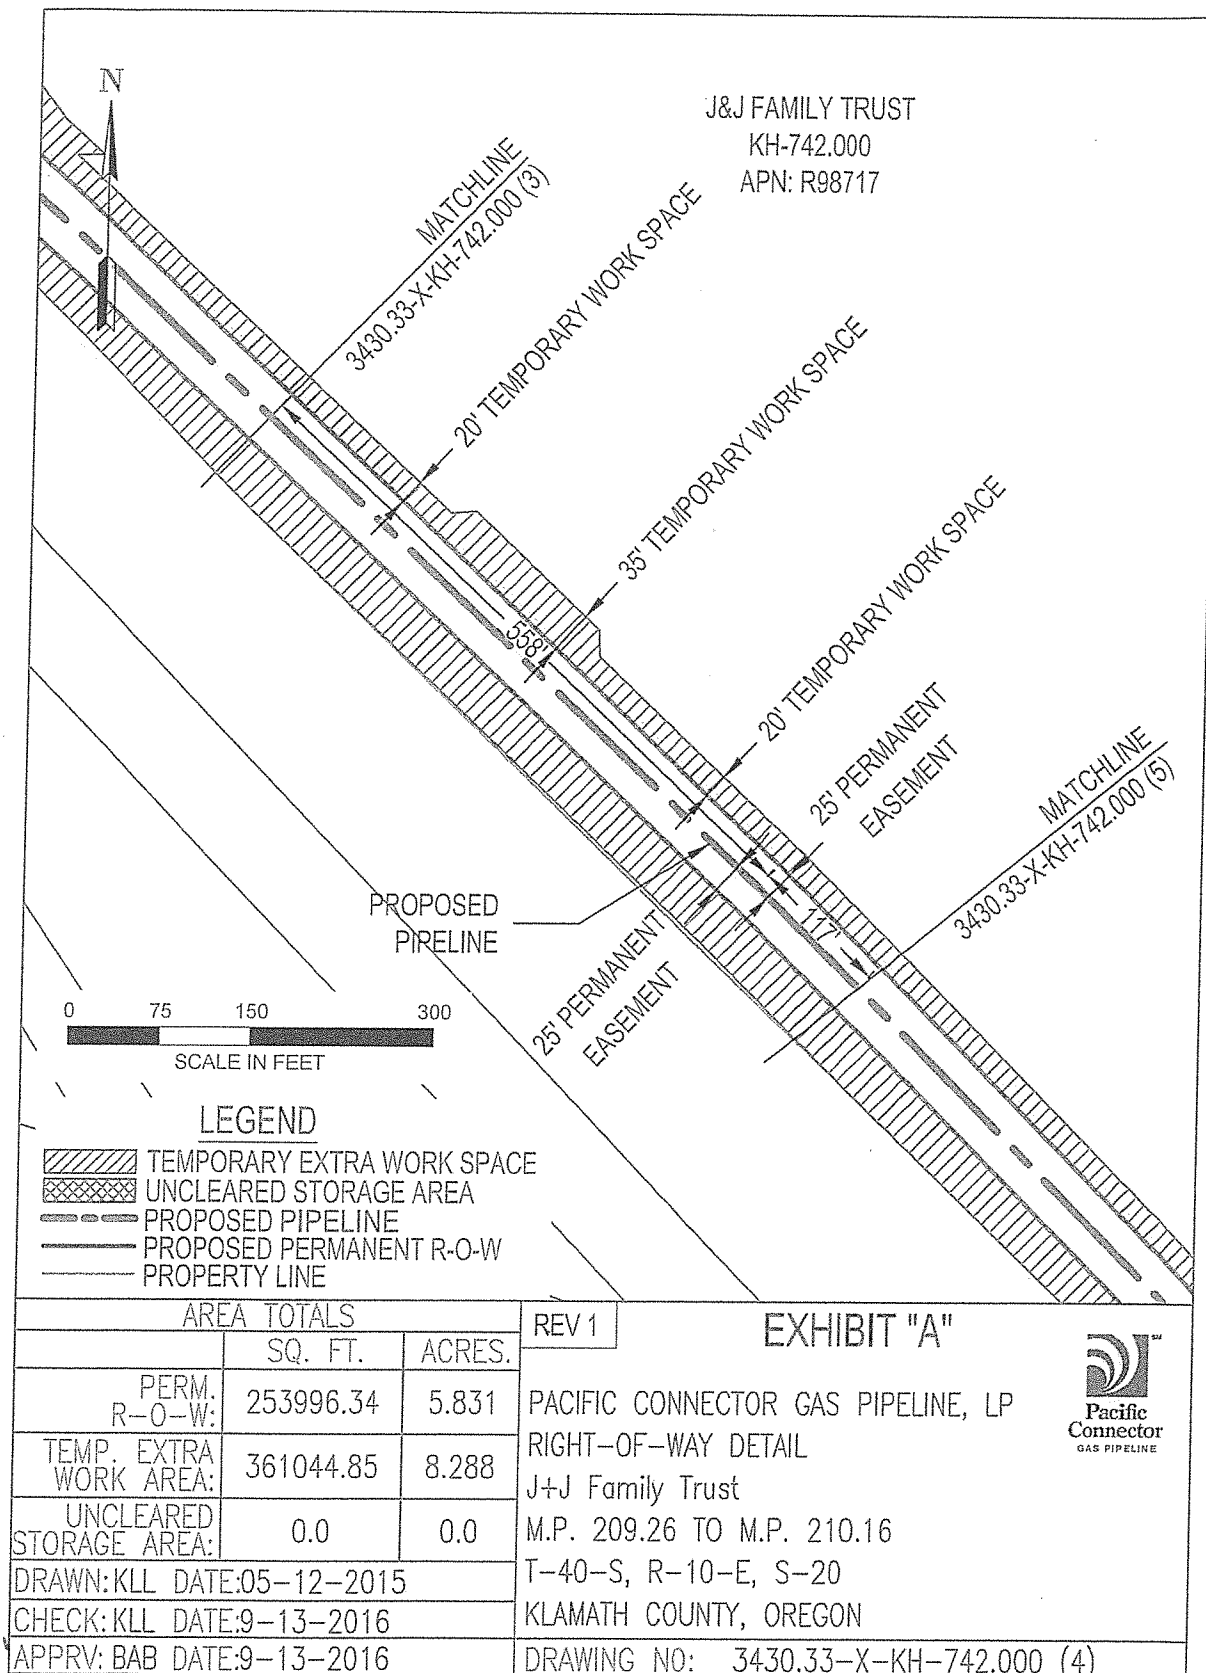 N
J&J FAMILY TRUST
KH-742.000
APN: R98717
MATCHLINE
3430.33-X-KH-742.000 (3)
20' TEMPORARY WORK SPACE
35' TEMPORARY WORK SPACE
20' TEMPORARY WORK SPACE
558'
25' PERMANENT
EASEMENT
MATCHLINE
3430.33-X-KH-742.000 (5)
117'
PROPOSED
PIPELINE
25' PERMANENT
EASEMENT
0 75 150 300
SCALE IN FEET
LEGEND
TEMPORARY EXTRA WORK SPACE
UNCLEARED STORAGE AREA
PROPOSED PIPELINE
PROPOSED PERMANENT R-O-W
PROPERTY LINE
AREA TOTALS
SQ. FT. ACRES.
PERM.
R-O-W: 253996.34 5.831
TEMP. EXTRA
WORK AREA: 361044.85 8.288
UNCLEARED
STORAGE AREA: 0.0 0.0
DRAWN: KLL DATE: 05-12-2015
CHECK: KLL DATE: 9-13-2016
APPRV: BAB DATE: 9-13-2016
REV 1
EXHIBIT "A"
PACIFIC CONNECTOR GAS PIPELINE, LP
RIGHT-OF-WAY DETAIL
J+J Family Trust
M.P. 209.26 TO M.P. 210.16
T-40-S, R-10-E, S-20
KLAMATH COUNTY, OREGON
DRAWING NO: 3430.33-X-KH-742.000 (4)
SM
Pacific
Connector
GAS PIPELINE